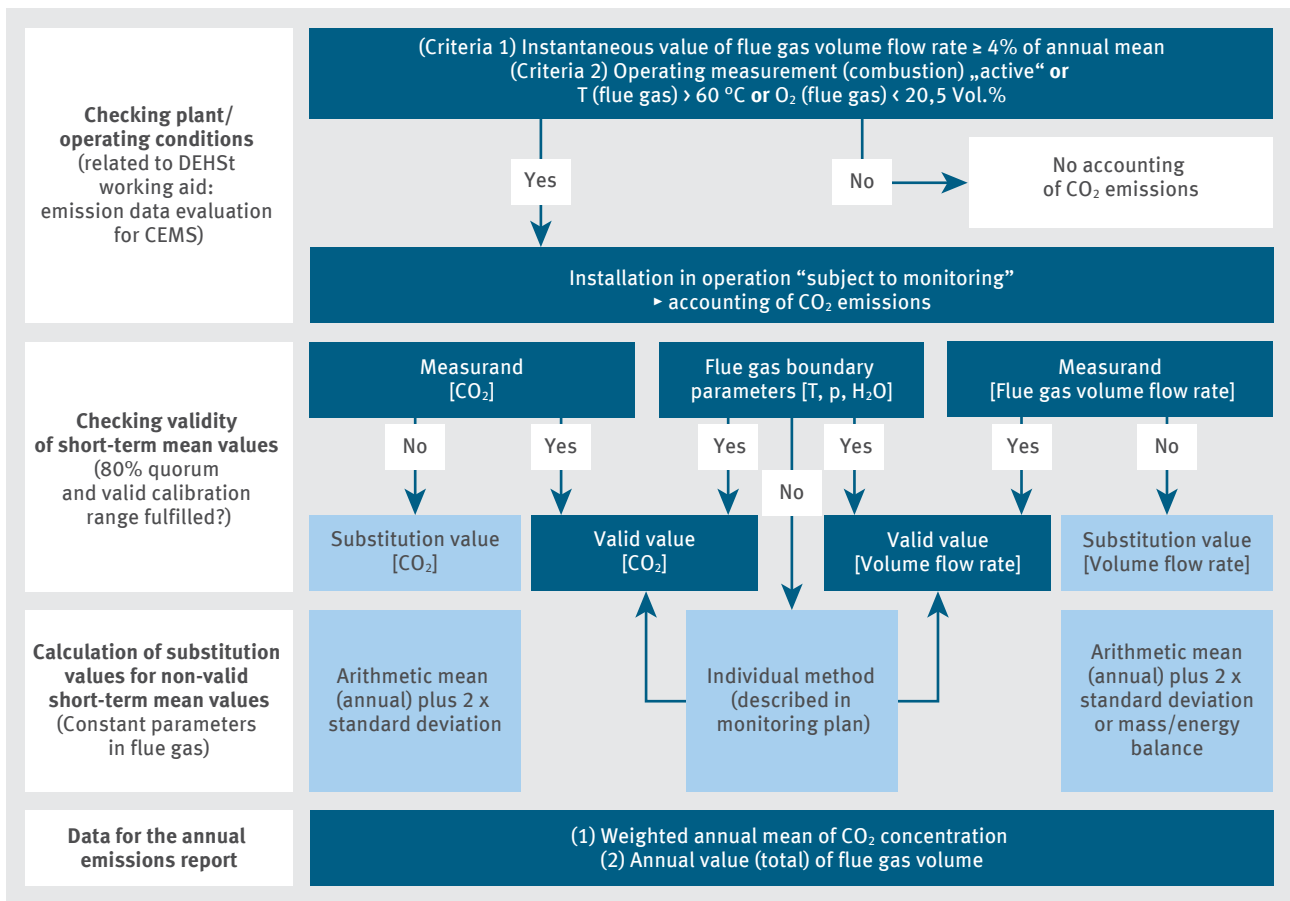 Checking plant/
operating conditions
(related to DEHSt
working aid:
emission data evaluation
for CEMS)
(Criteria 1) Instantaneous value of flue gas volume flow rate ≥ 4% of annual mean
(Criteria 2) Operating measurement (combustion) „active“ or
T (flue gas) > 60 °C or O₂ (flue gas) < 20,5 Vol.%
Yes
No
No accounting
of CO₂ emissions
Installation in operation “subject to monitoring”
▸ accounting of CO₂ emissions
Checking validity
of short-term mean values
(80% quorum
and valid calibration
range fulfilled?)
Measurand
[CO₂]
Flue gas boundary
parameters [T, p, H₂O]
Measurand
[Flue gas volume flow rate]
No
Yes
Yes
No
Yes
Yes
No
Substitution value
[CO₂]
Valid value
[CO₂]
Valid value
[Volume flow rate]
Substitution value
[Volume flow rate]
Calculation of substitution
values for non-valid
short-term mean values
(Constant parameters
in flue gas)
Arithmetic mean
(annual) plus 2 x
standard deviation
Individual method
(described in
monitoring plan)
Arithmetic mean
(annual) plus 2 x
standard deviation
or mass/energy
balance
Data for the annual
emissions report
(1) Weighted annual mean of CO₂ concentration
(2) Annual value (total) of flue gas volume